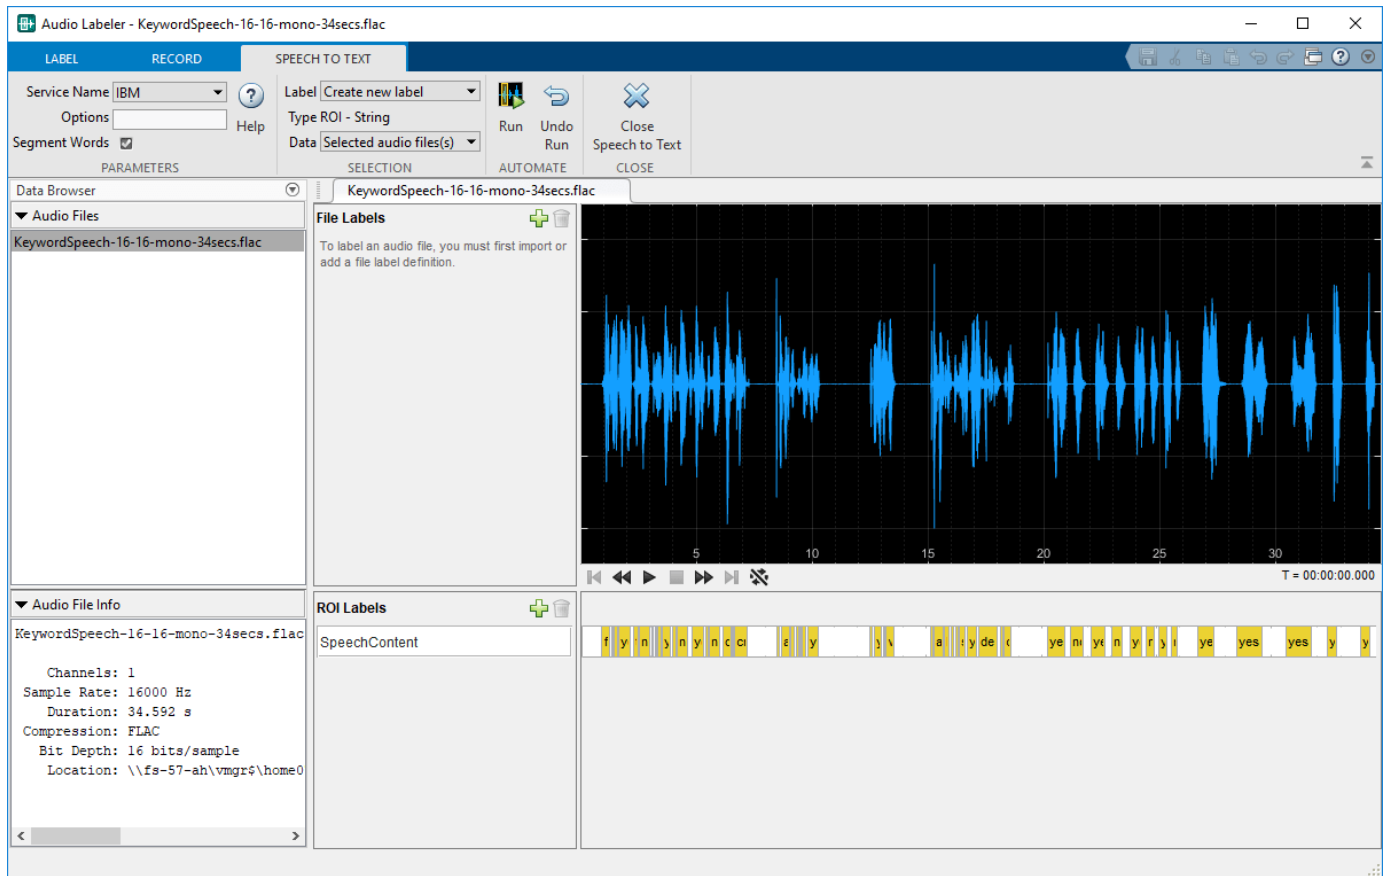 Audio Labeler - KeywordSpeech-16-16-mono-34secs.flac
LABEL RECORD SPEECH TO TEXT
Service Name IBM
Options
Segment Words
Help
PARAMETERS
Label Create new label
Type ROI - String
Data Selected audio files(s)
SELECTION
Run Undo Run
AUTOMATE
Close Speech to Text
CLOSE
Data Browser
KeywordSpeech-16-16-mono-34secs.flac
Audio Files
KeywordSpeech-16-16-mono-34secs.flac
File Labels
To label an audio file, you must first import or
add a file label definition.
5 10 15 20 25 30
T = 00:00:00.000
Audio File Info
KeywordSpeech-16-16-mono-34secs.flac
Channels: 1
Sample Rate: 16000 Hz
Duration: 34.592 s
Compression: FLAC
Bit Depth: 16 bits/sample
Location: \\fs-57-ah\vmgr$\home0
ROI Labels
SpeechContent
f y n y n y n c a y y a y de ye ye n y r y ye yes yes y y